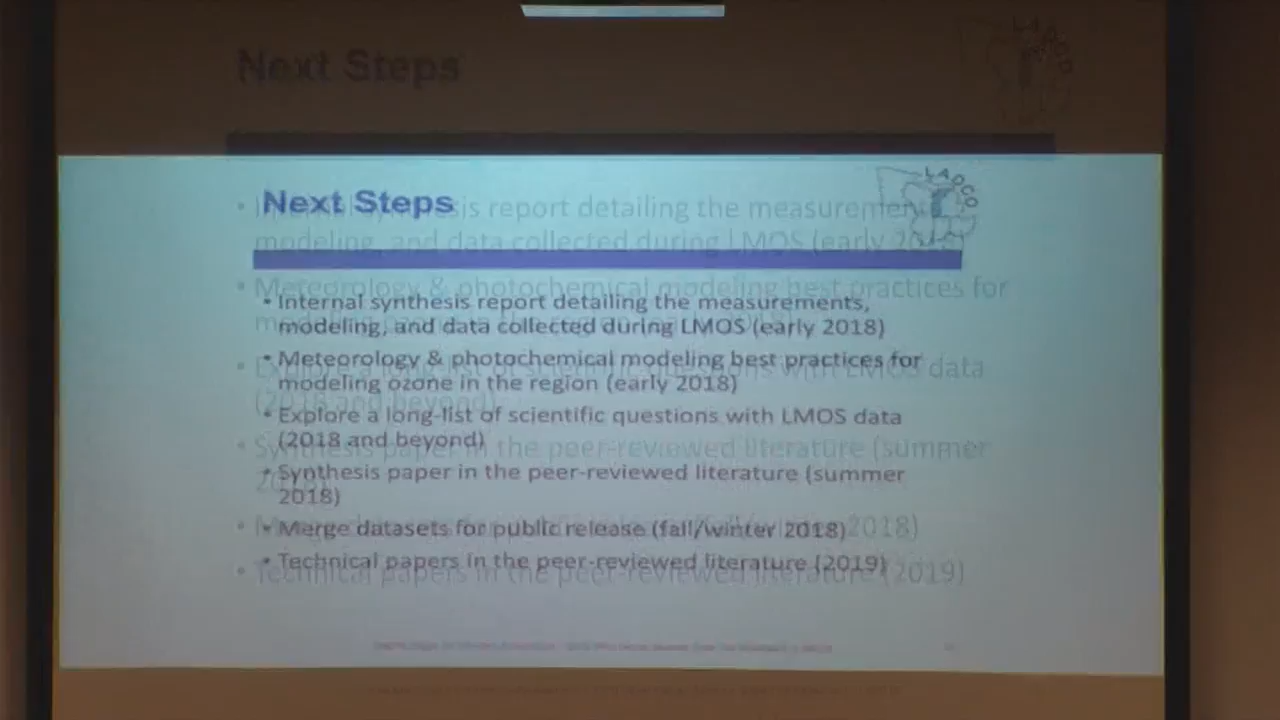 Next Steps
LADCO
Next Steps
• Internal synthesis report detailing the measurements,
modeling, and data collected during LMOS (early 2018)
• Meteorology & photochemical modeling best practices for
modeling ozone in the region (early 2018)
• Explore a long-list of scientific questions with LMOS data
(2018 and beyond)
• Synthesis paper in the peer-reviewed literature (summer
2018)
• Merge datasets for public release (fall/winter 2018)
• Technical papers in the peer-reviewed literature (2019)